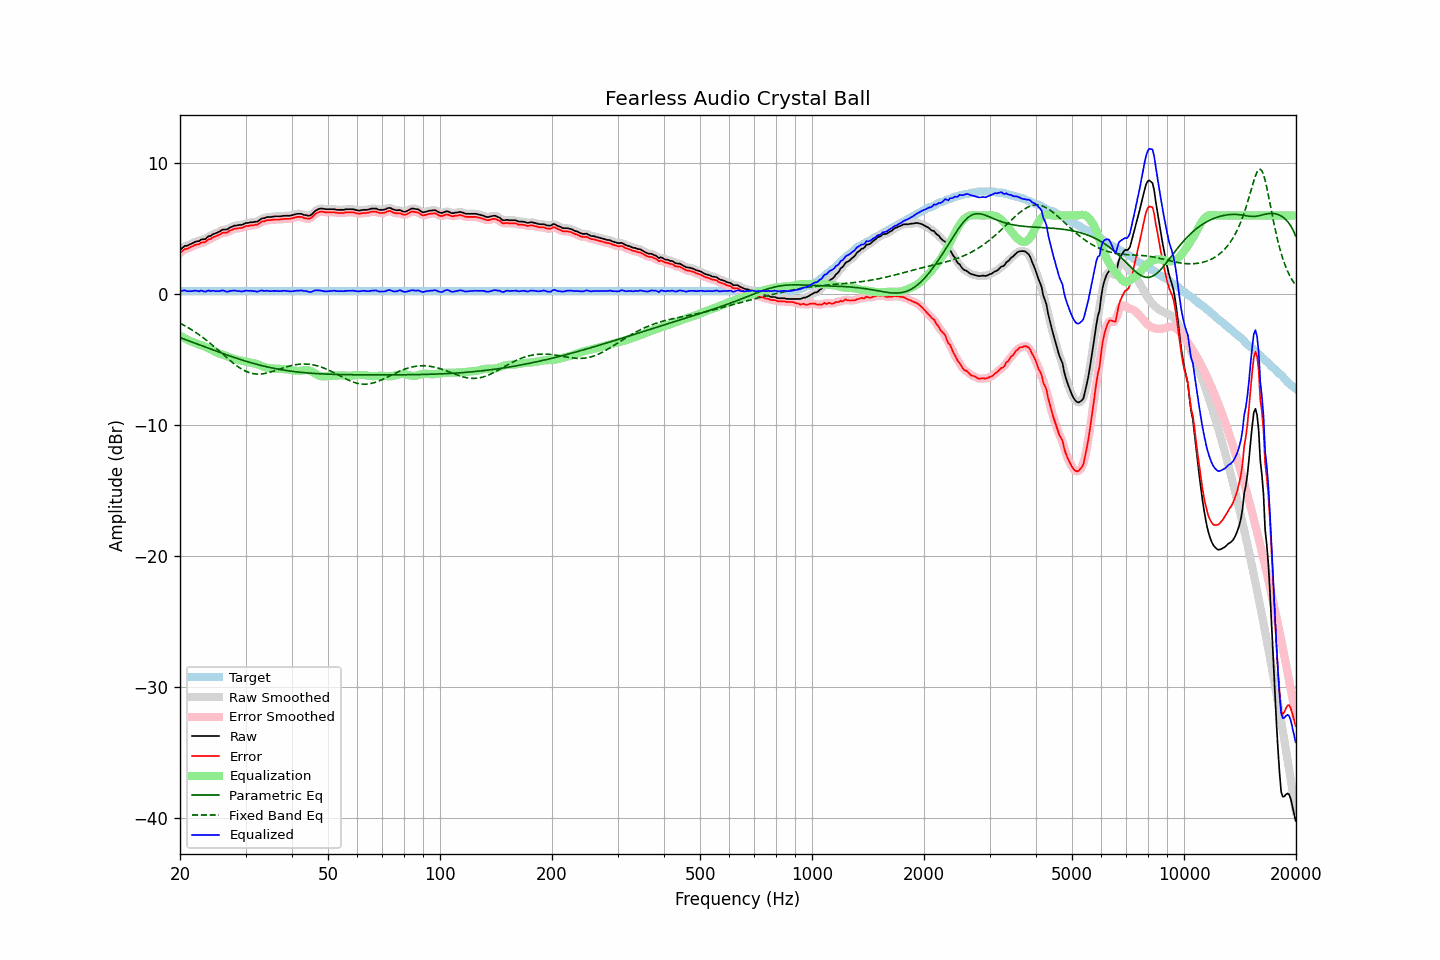 Fearless Audio Crystal Ball
Amplitude (dBr)
10
0
−10
−20
−30
−40
Target
Raw Smoothed
Error Smoothed
Raw
Error
Equalization
Parametric Eq
Fixed Band Eq
Equalized
20 50 100 200 500 1000 2000 5000 10000 20000
Frequency (Hz)